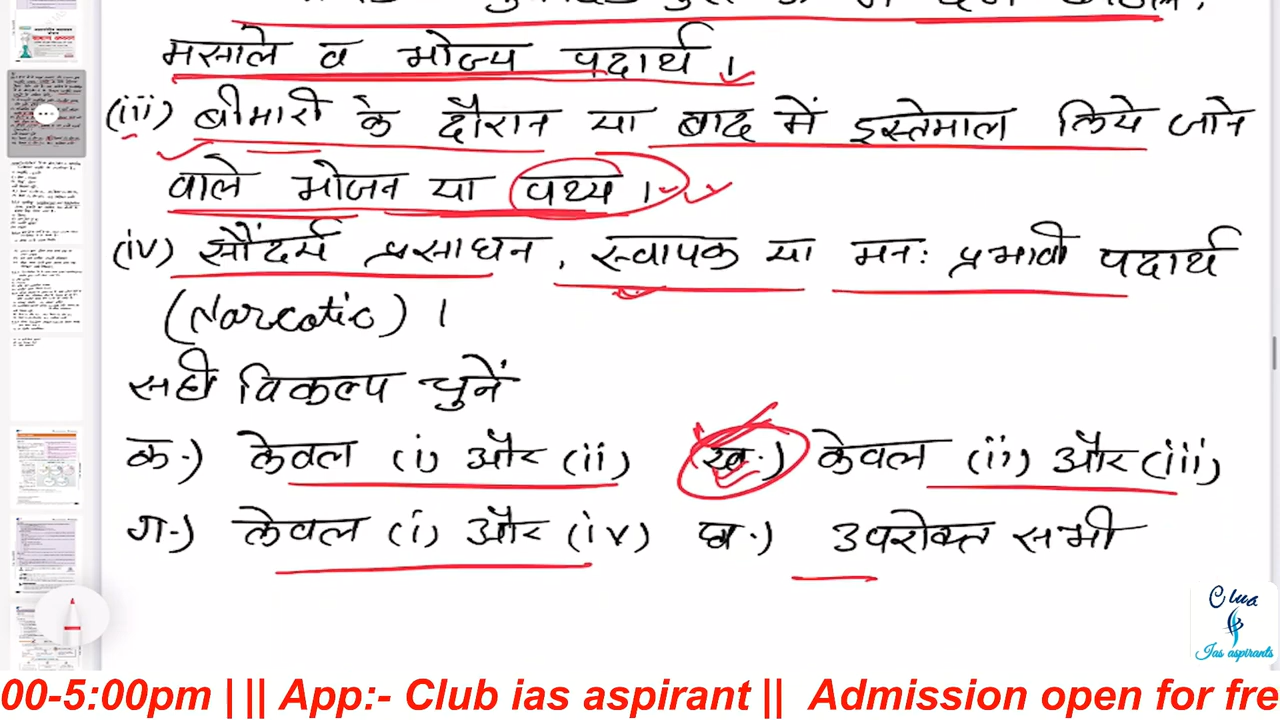 मसाले व भोज्य पदार्थ ।
(iii) बीमारी के दौरान या बाद में इस्तेमाल लिये जाने
वाले भोजन या पथ्य ।
(iv) सौंदर्य प्रसाधन, स्वापक या मनः प्रभावी पदार्थ
(Narcotic) ।
सही विकल्प चुनें
क.) केवल (i) और (ii) ख.) केवल (ii) और (iii)
ग.) केवल (i) और (iv) घ.) उपरोक्त सभी
Club
Ias aspirants
00-5:00pm | || App:- Club ias aspirant || Admission open for fre